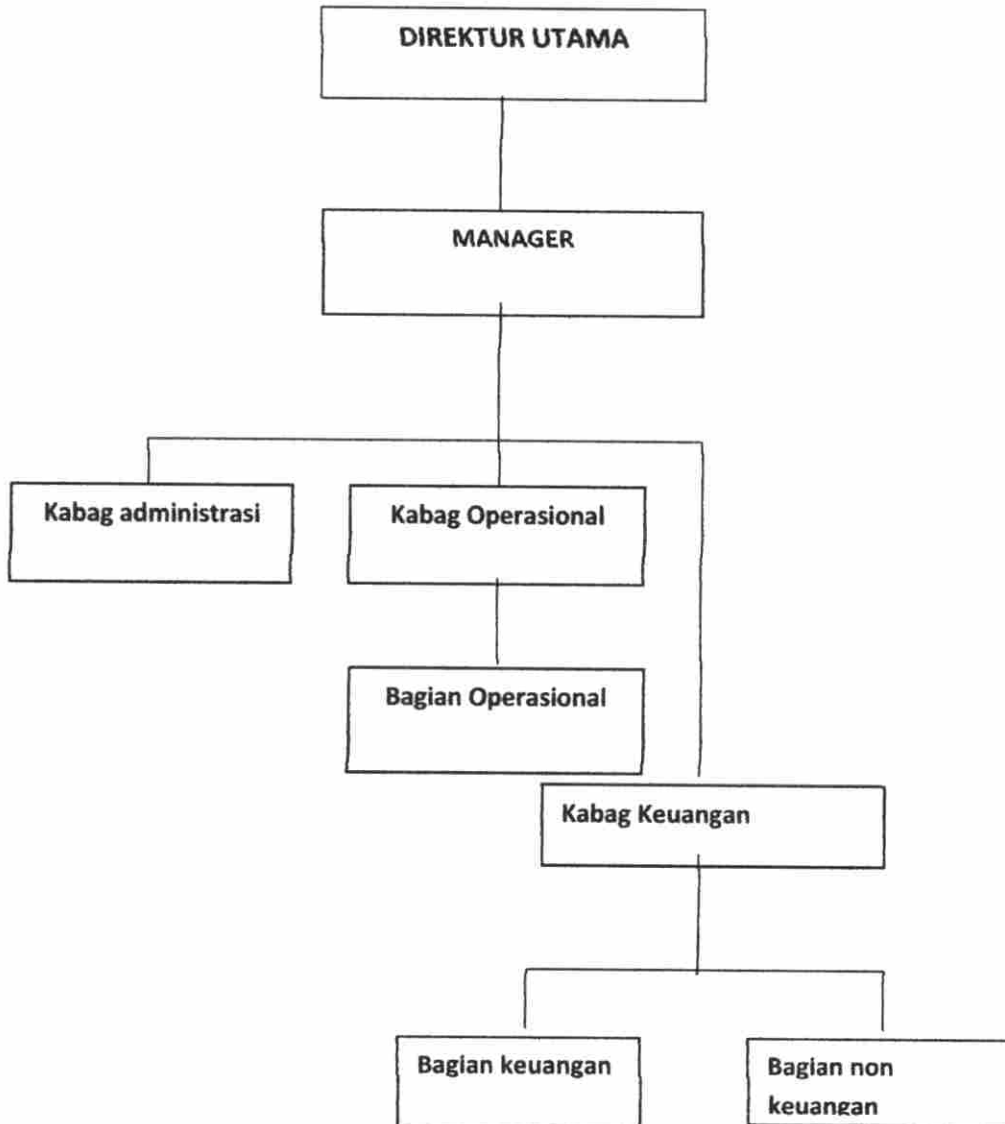 DIREKTUR UTAMA
MANAGER
Kabag administrasi
Kabag Operasional
Bagian Operasional
Kabag Keuangan
Bagian keuangan
Bagian non
keuangan